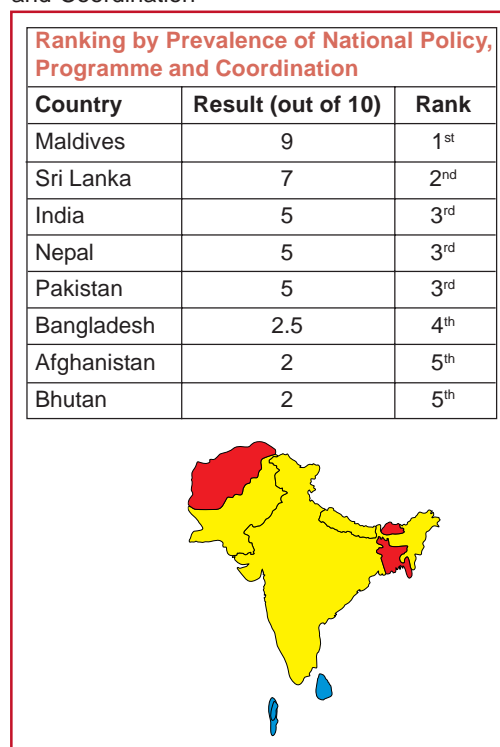 and Coordination
Ranking by Prevalence of National Policy,
Programme and Coordination
Country Result (out of 10) Rank
Maldives 9 1st
Sri Lanka 7 2nd
India 5 3rd
Nepal 5 3rd
Pakistan 5 3rd
Bangladesh 2.5 4th
Afghanistan 2 5th
Bhutan 2 5th